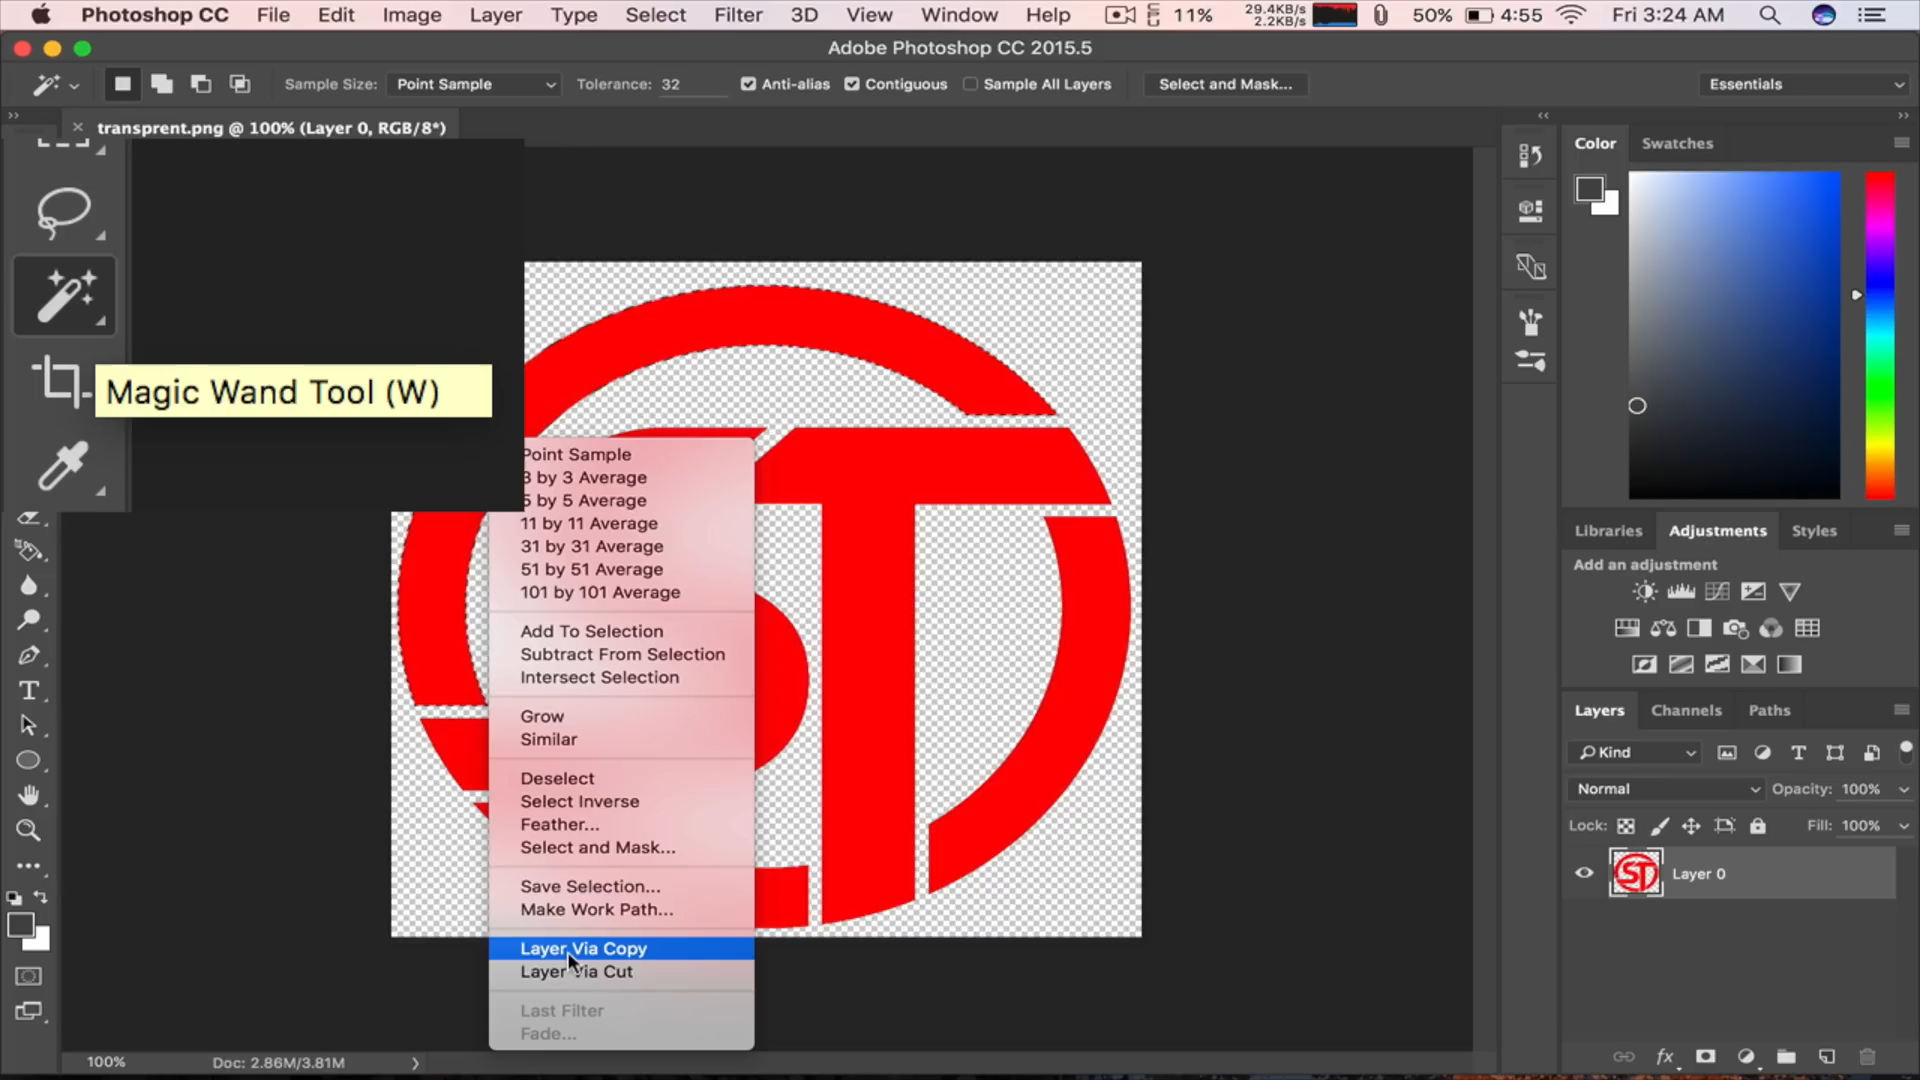 Photoshop CC File Edit Image Layer Type Select Filter 3D View Window Help 11% 29.4KB/s 2.2KB/s 50% 4:55 Fri 3:24 AM
Adobe Photoshop CC 2015.5
Sample Size: Point Sample Tolerance: 32 Anti-alias Contiguous Sample All Layers Select and Mask... Essentials
transprent.png @ 100% (Layer 0, RGB/8*)
Color Swatches
Magic Wand Tool (W)
Point Sample
3 by 3 Average
5 by 5 Average
11 by 11 Average
31 by 31 Average
51 by 51 Average
101 by 101 Average
Add To Selection
Subtract From Selection
Intersect Selection
Grow
Similar
Deselect
Select Inverse
Feather...
Select and Mask...
Save Selection...
Make Work Path...
Layer Via Copy
Layer Via Cut
Last Filter
Fade...
Libraries Adjustments Styles
Add an adjustment
Layers Channels Paths
Kind
Normal Opacity: 100%
Lock: Fill: 100%
ST Layer 0
fx
100% Doc: 2.86M/3.81M